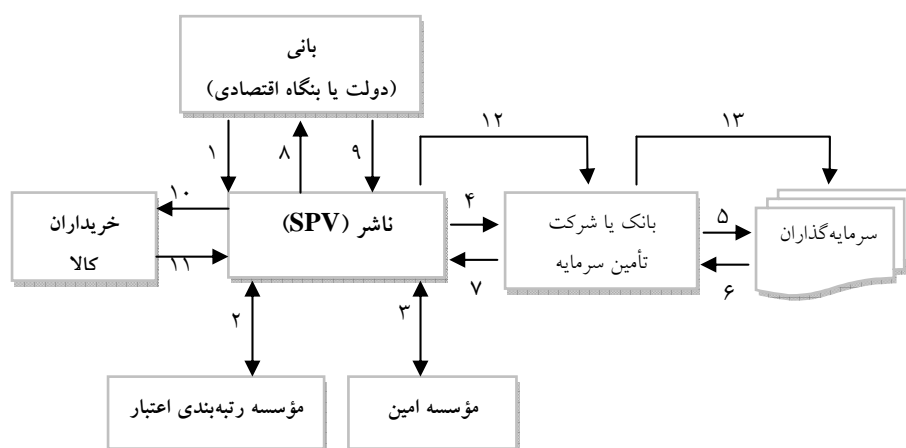 بانی
(دولت یا بنگاه اقتصادی)
۱۲
۱۳
۱
۸
۹
۱۰
خریداران
کالا
۱۱
ناشر (SPV)
۴
۷
بانک یا شرکت
تأمین سرمایه
۵
۶
سرمایه‌گذاران
۲
۳
مؤسسه رتبه‌بندی اعتبار
مؤسسه امین